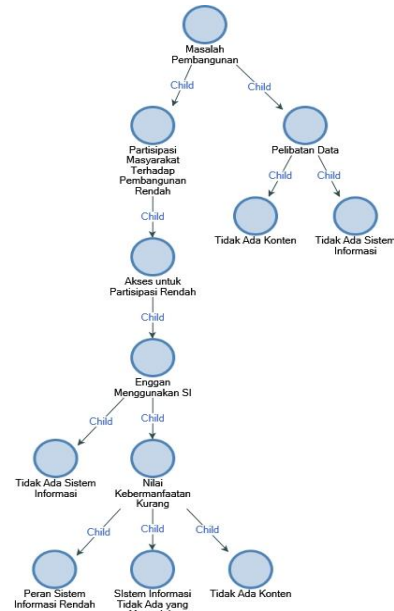 Masalah
Pembangunan
Child
Child
Partisipasi
Masyarakat
Terhadap
Pembangunan
Rendah
Pelibatan Data
Child
Child
Child
Tidak Ada Konten
Tidak Ada Sistem
Informasi
Akses untuk
Partisipasi Rendah
Child
Enggan
Menggunakan SI
Child
Child
Tidak Ada Sistem
Informasi
Nilai
Kebermanfaatan
Kurang
Child
Child
Child
Peran Sistem
Informasi Rendah
SIstem Informasi
Tidak Ada yang
Tidak Ada Konten